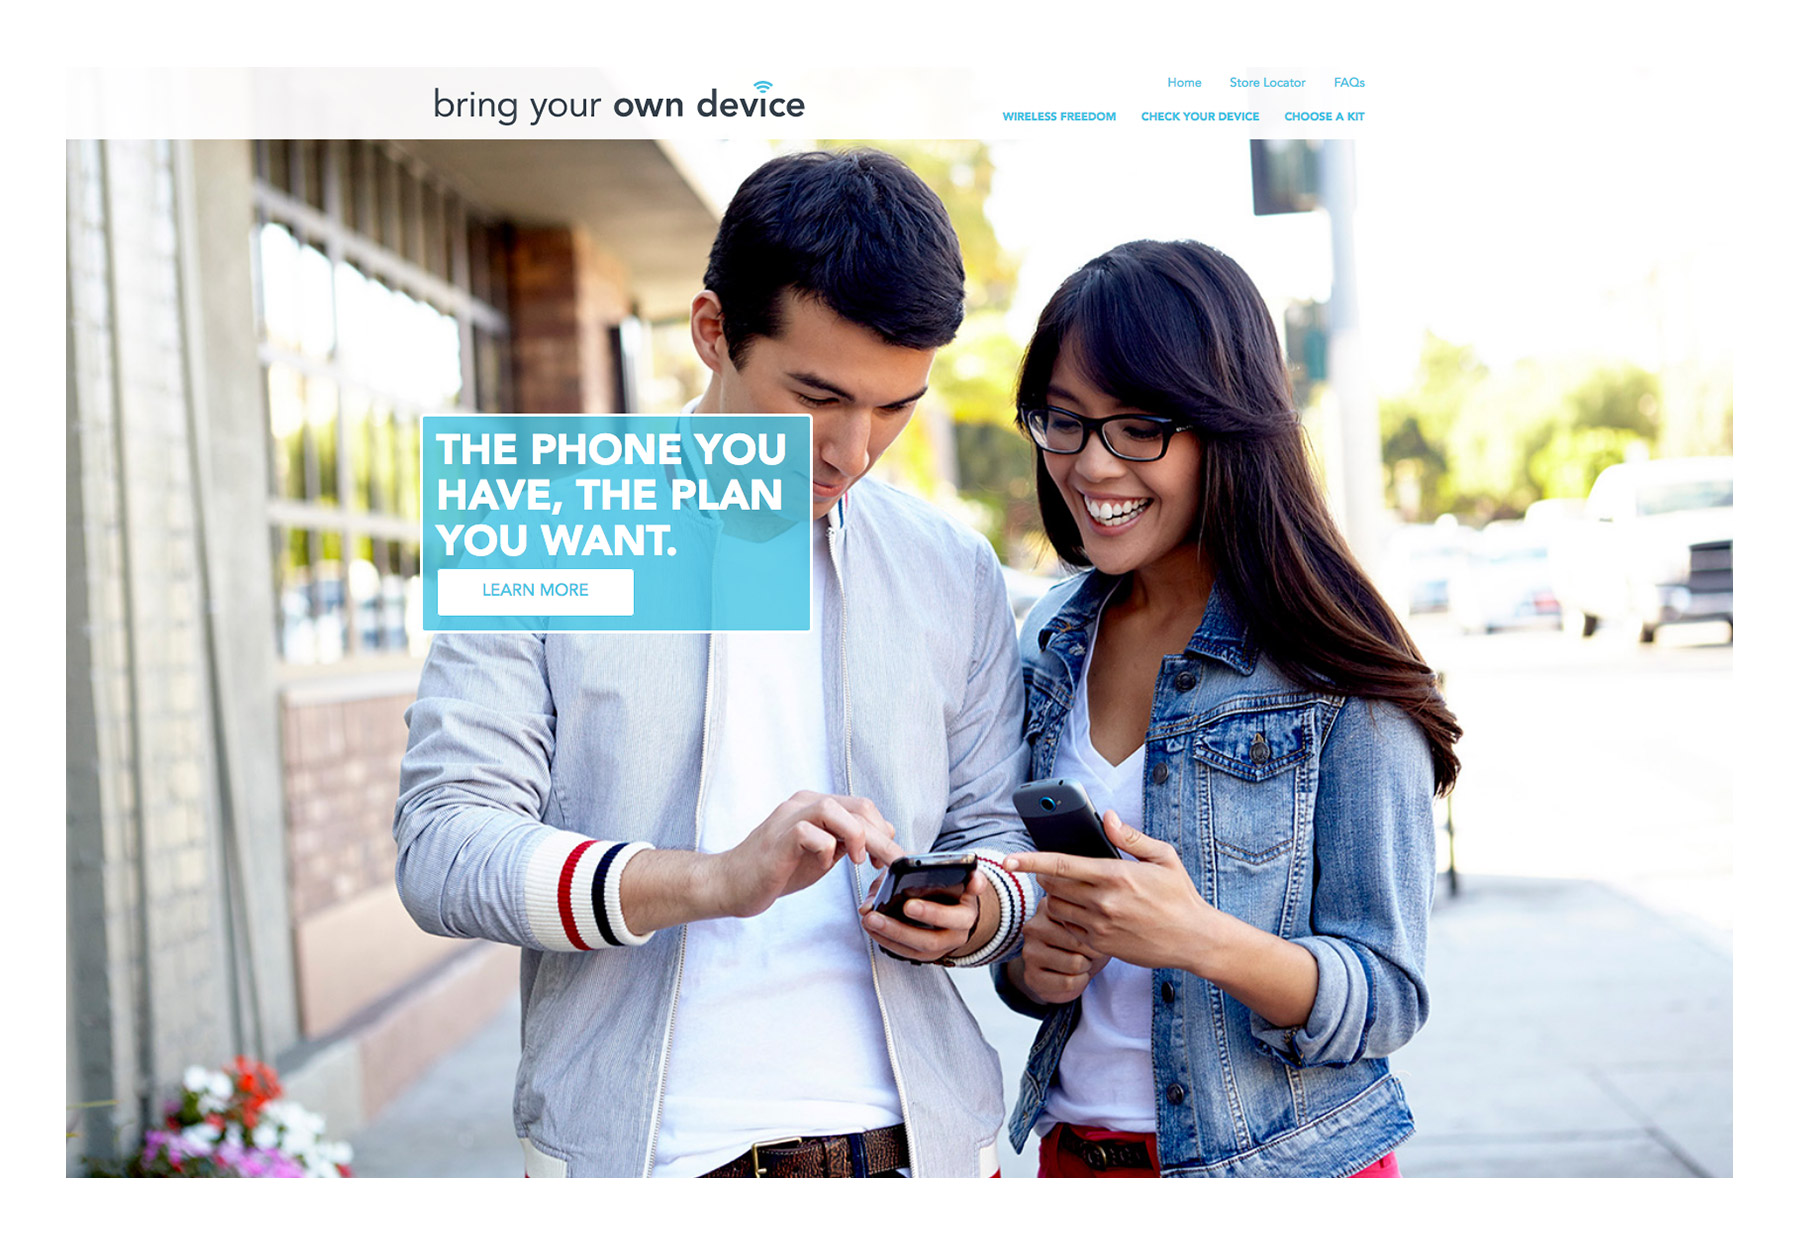 bring your own device
Home Store Locator FAQs
WIRELESS FREEDOM CHECK YOUR DEVICE CHOOSE A KIT
THE PHONE YOU
HAVE, THE PLAN
YOU WANT.
LEARN MORE